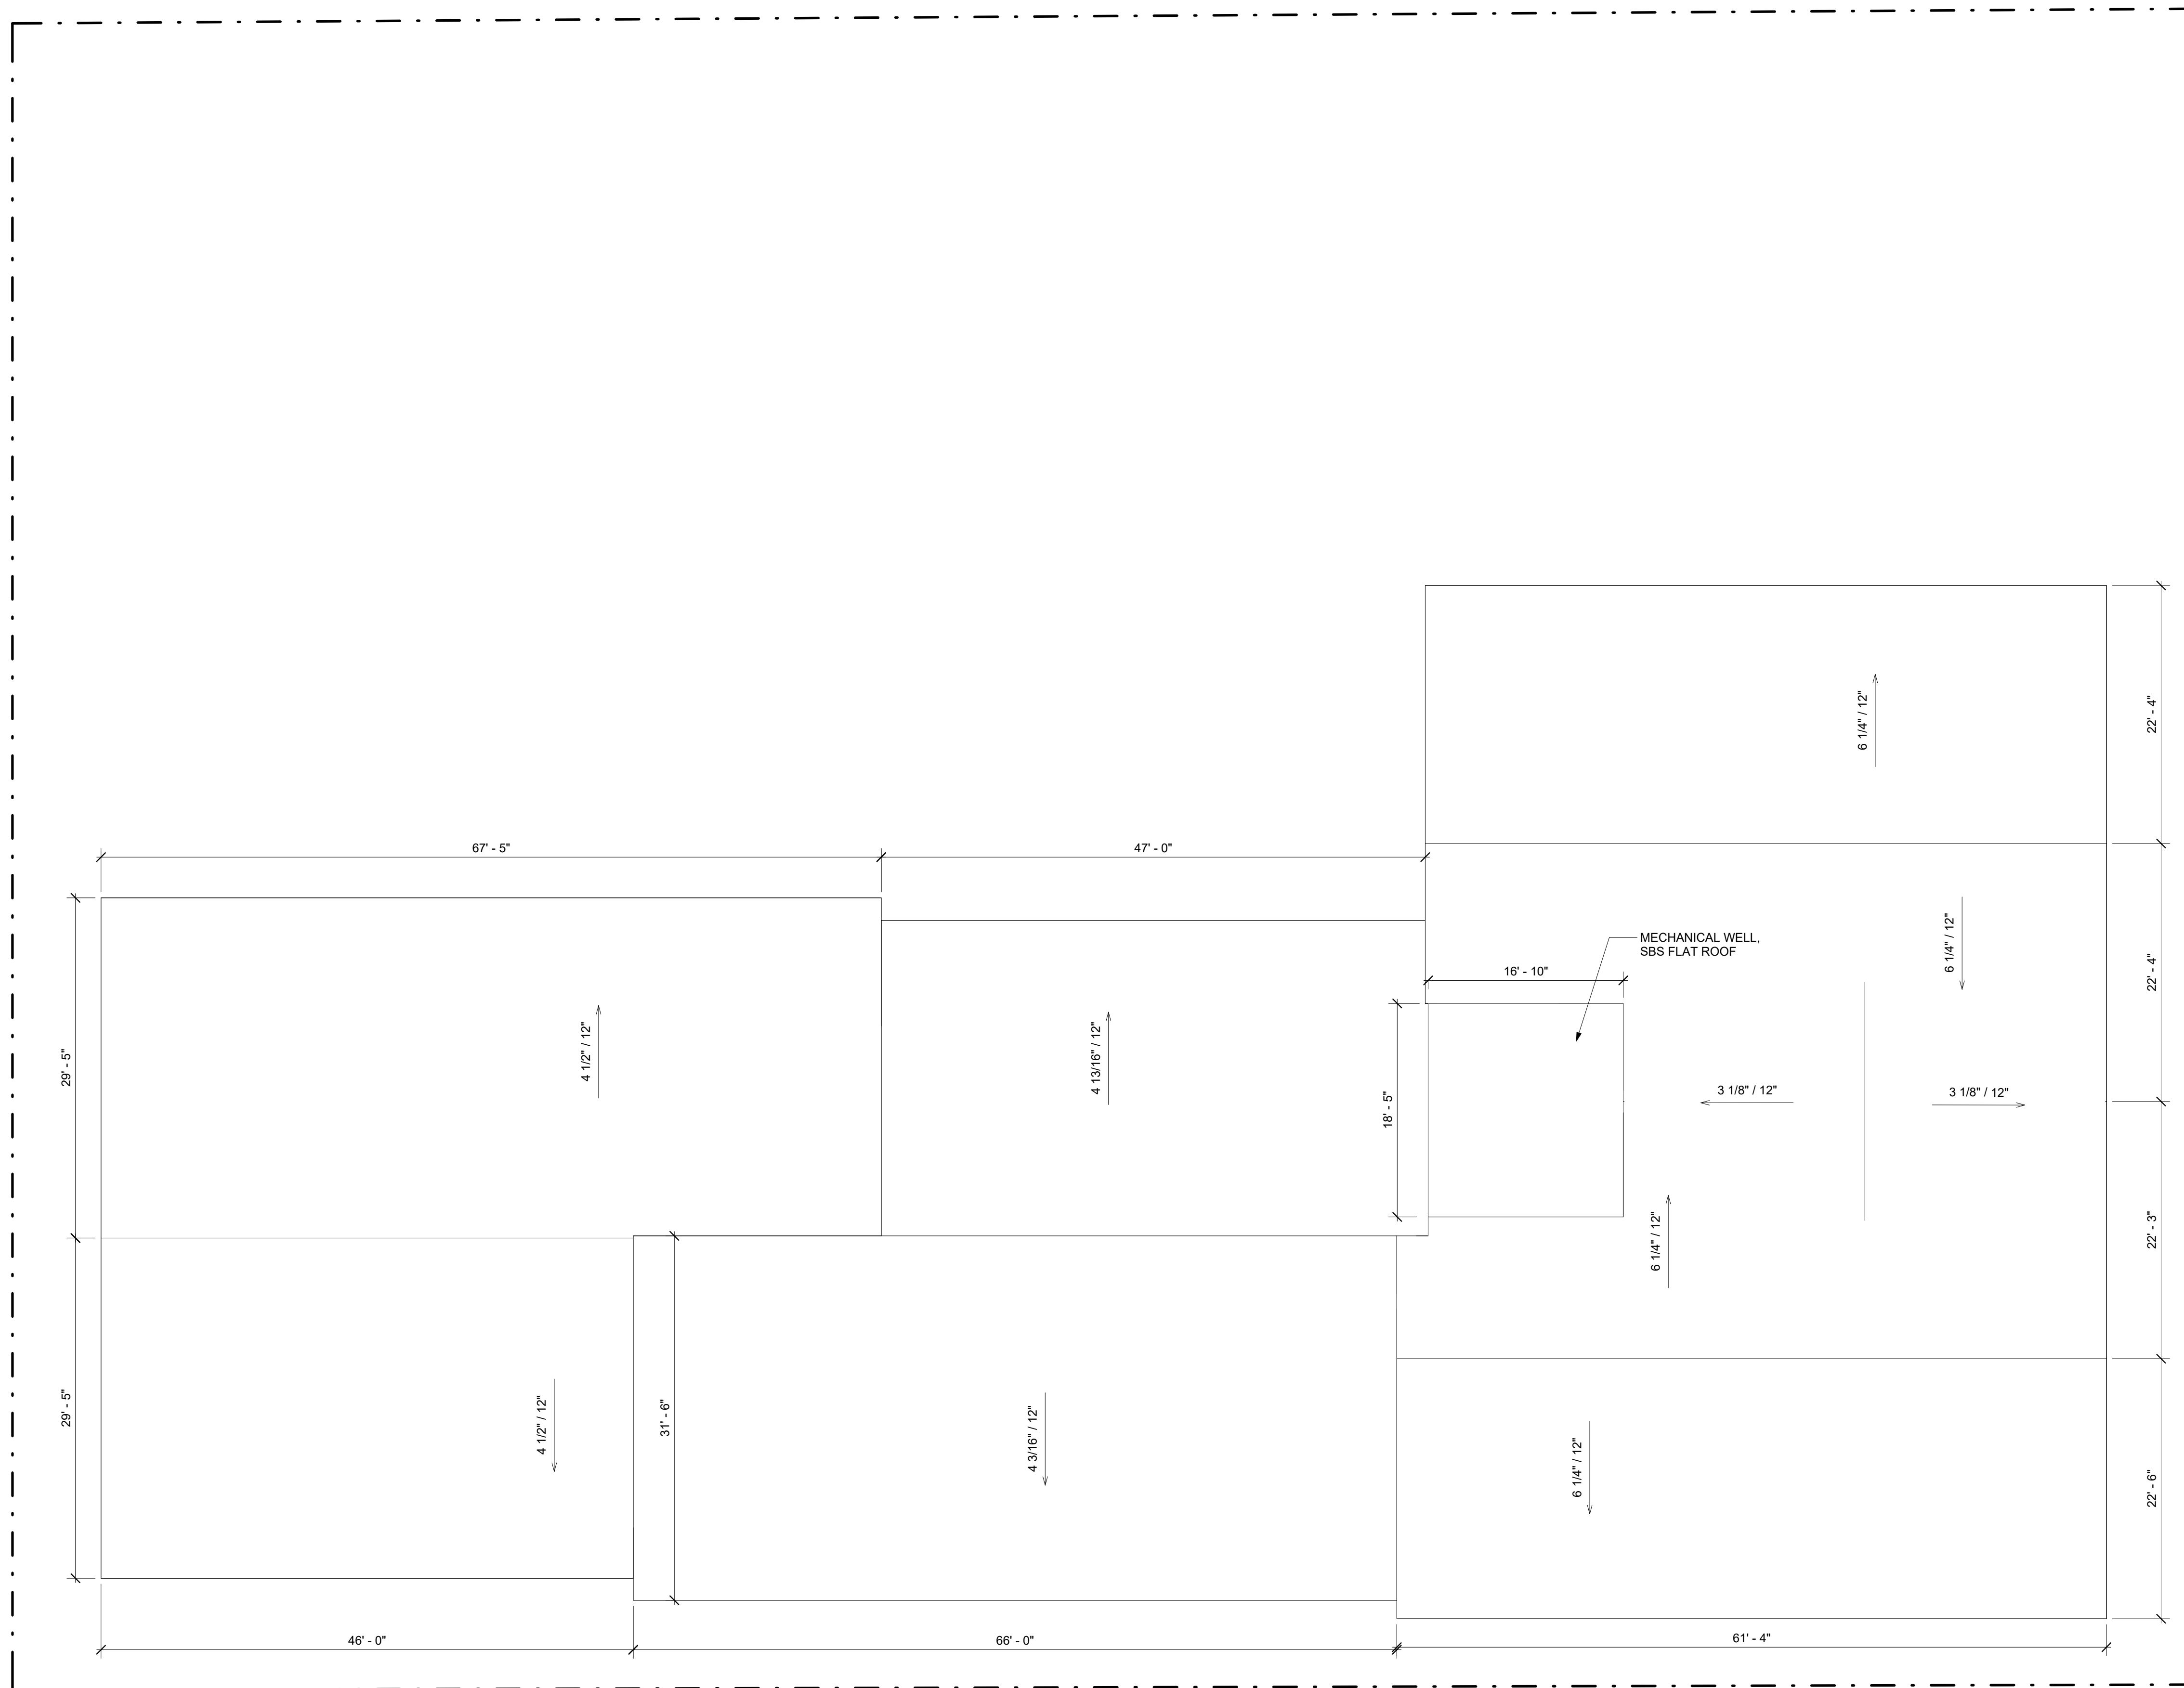 22' - 4"
6 1/4" / 12"
67' - 5"
47' - 0"
MECHANICAL WELL,
SBS FLAT ROOF
6 1/4" / 12"
22' - 4"
16' - 10"
29' - 5"
4 1/2" / 12"
4 13/16" / 12"
18' - 5"
3 1/8" / 12"
3 1/8" / 12"
6 1/4" / 12"
22' - 3"
29' - 5"
4 1/2" / 12"
31' - 6"
4 3/16" / 12"
6 1/4" / 12"
22' - 6"
46' - 0"
66' - 0"
61' - 4"